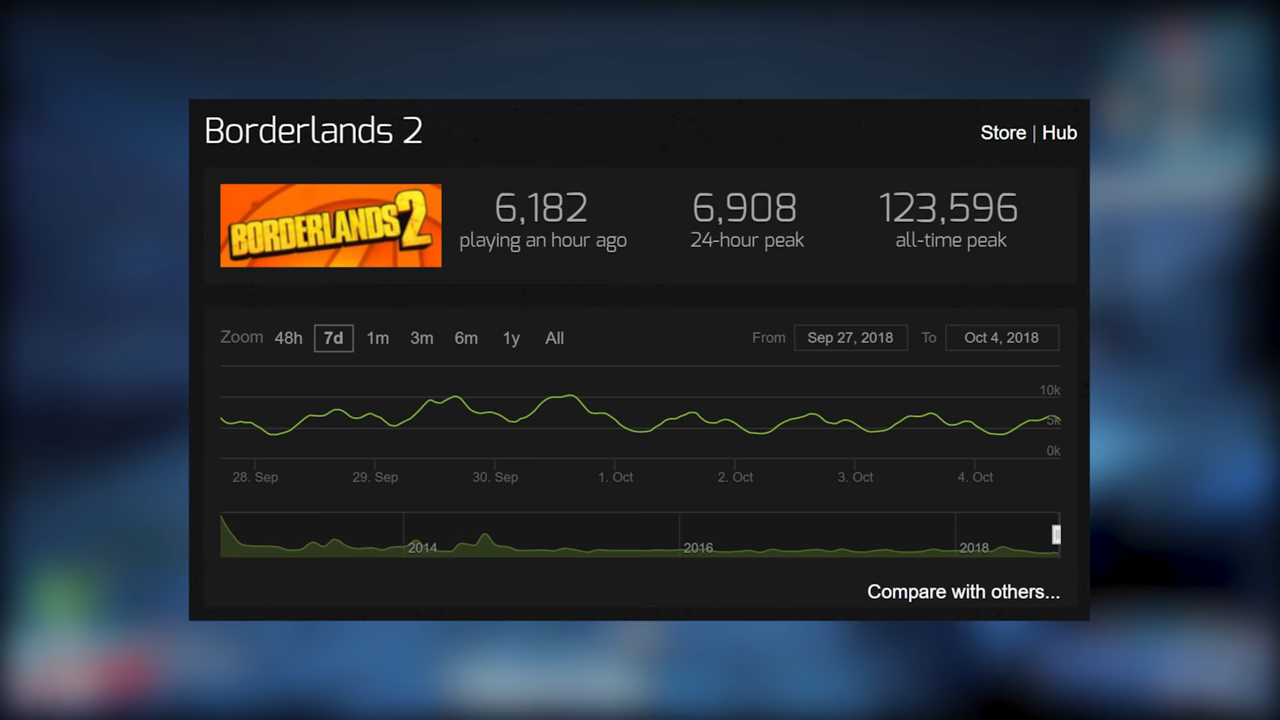 Borderlands 2
Store | Hub
BORDERLANDS 2
6,182
playing an hour ago
6,908
24-hour peak
123,596
all-time peak
Zoom 48h 7d 1m 3m 6m 1y All
From Sep 27, 2018 To Oct 4, 2018
10k
5k
0k
28. Sep 29. Sep 30. Sep 1. Oct 2. Oct 3. Oct 4. Oct
2014 2016 2018
Compare with others...